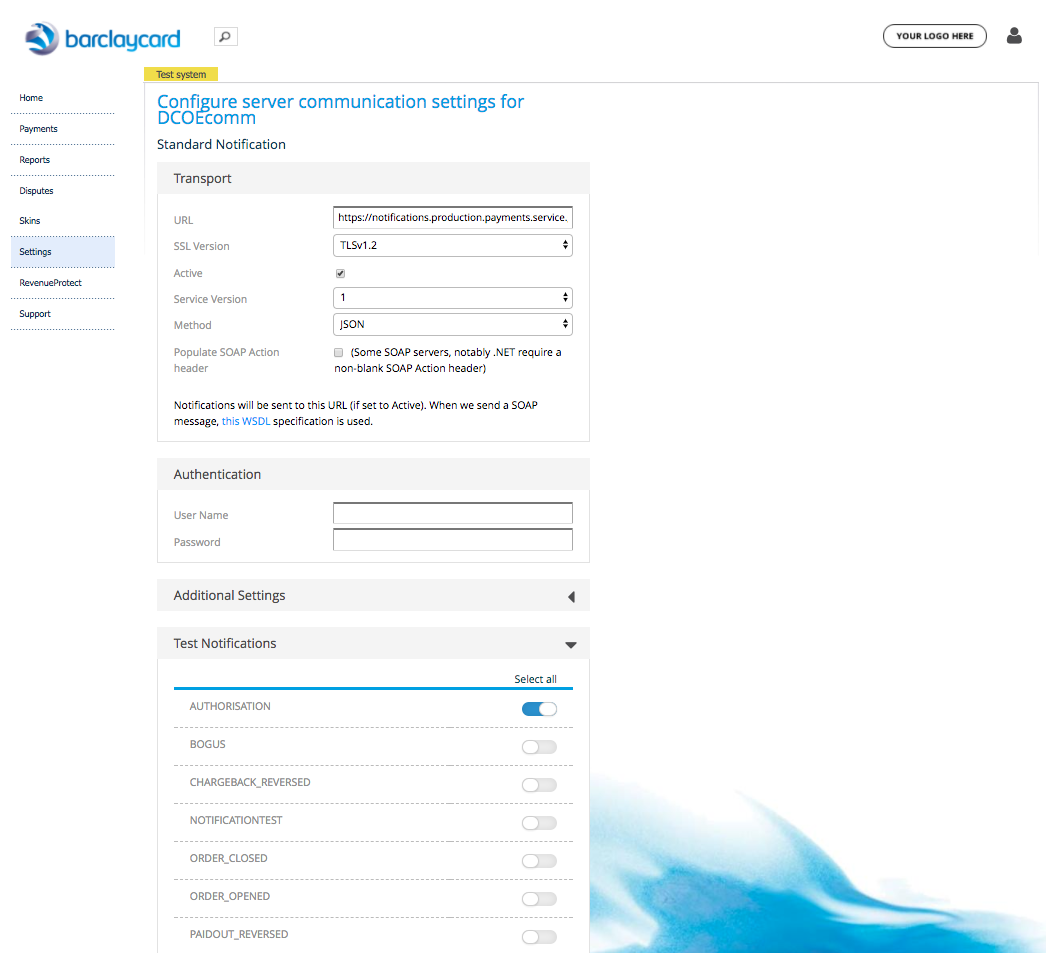 barclaycard
YOUR LOGO HERE
Test system
Home
Payments
Reports
Disputes
Skins
Settings
RevenueProtect
Support
Configure server communication settings for
DCOEcomm
Standard Notification
Transport
URL https://notifications.production.payments.service.
SSL Version TLSv1.2
Active
Service Version 1
Method JSON
Populate SOAP Action
header
(Some SOAP servers, notably .NET require a
non-blank SOAP Action header)
Notifications will be sent to this URL (if set to Active). When we send a SOAP
message, this WSDL specification is used.
Authentication
User Name
Password
Additional Settings
Test Notifications
Select all
AUTHORISATION
BOGUS
CHARGEBACK_REVERSED
NOTIFICATIONTEST
ORDER_CLOSED
ORDER_OPENED
PAIDOUT_REVERSED